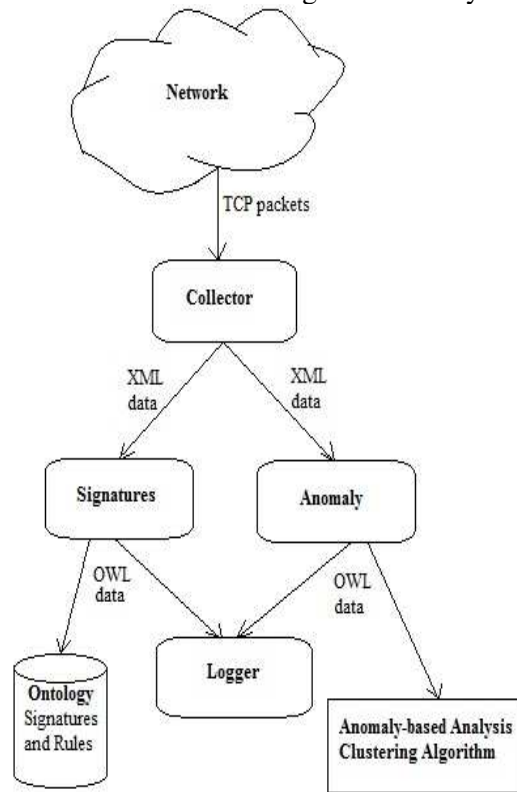 Network
TCP packets
Collector
XML
data
XML
data
Signatures
Anomaly
OWL
data
OWL
data
Logger
Ontology
Signatures
and Rules
Anomaly-based Analysis
Clustering Algorithm